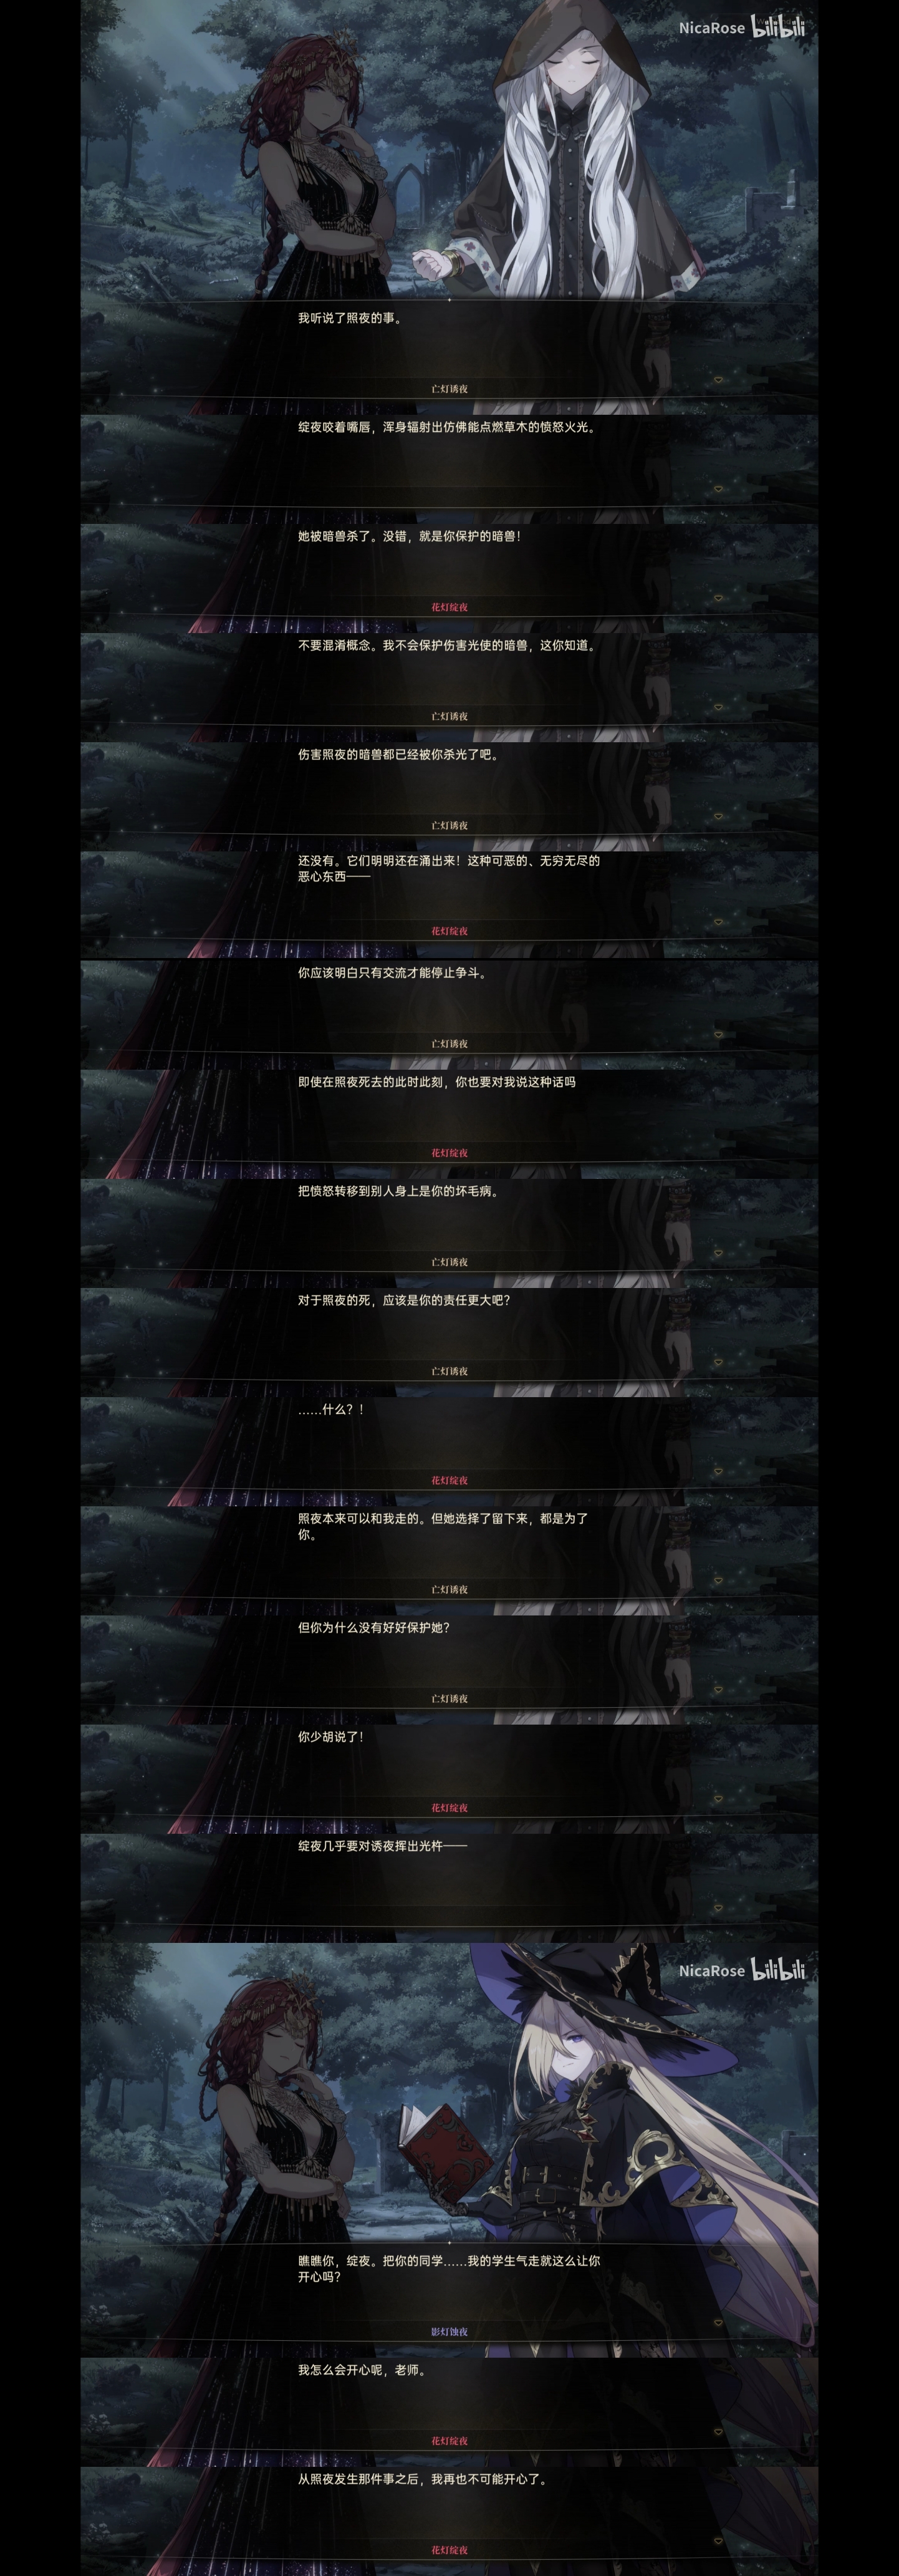 NicaRose bilibili
我听说了照夜的事。
亡灯诱夜
绽夜咬着嘴唇，浑身辐射出仿佛能点燃草木的愤怒火光。
她被暗兽杀了。没错，就是你保护的暗兽！
花灯绽夜
不要混淆概念。我不会保护伤害光使的暗兽，这你知道。
亡灯诱夜
伤害照夜的暗兽都已经被你杀光了吧。
亡灯诱夜
还没有。它们明明还在涌出来！这种可恶的、无穷无尽的
恶心东西——
花灯绽夜
你应该明白只有交流才能停止争斗。
亡灯诱夜
即使在照夜死去的此时此刻，你也要对我说这种话吗
花灯绽夜
把愤怒转移到别人身上是你的坏毛病。
亡灯诱夜
对于照夜的死，应该是你的责任更大吧？
亡灯诱夜
……什么？！
花灯绽夜
照夜本来可以和我走的。但她选择了留下来，都是为了
你。
亡灯诱夜
但你为什么没有好好保护她？
亡灯诱夜
你少胡说了！
花灯绽夜
绽夜几乎要对诱夜挥出光杵——
NicaRose bilibili
瞧瞧你，绽夜。把你的同学……我的学生气走就这么让你
开心吗？
影灯蚀夜
我怎么会开心呢，老师。
花灯绽夜
从照夜发生那件事之后，我再也不可能开心了。
花灯绽夜